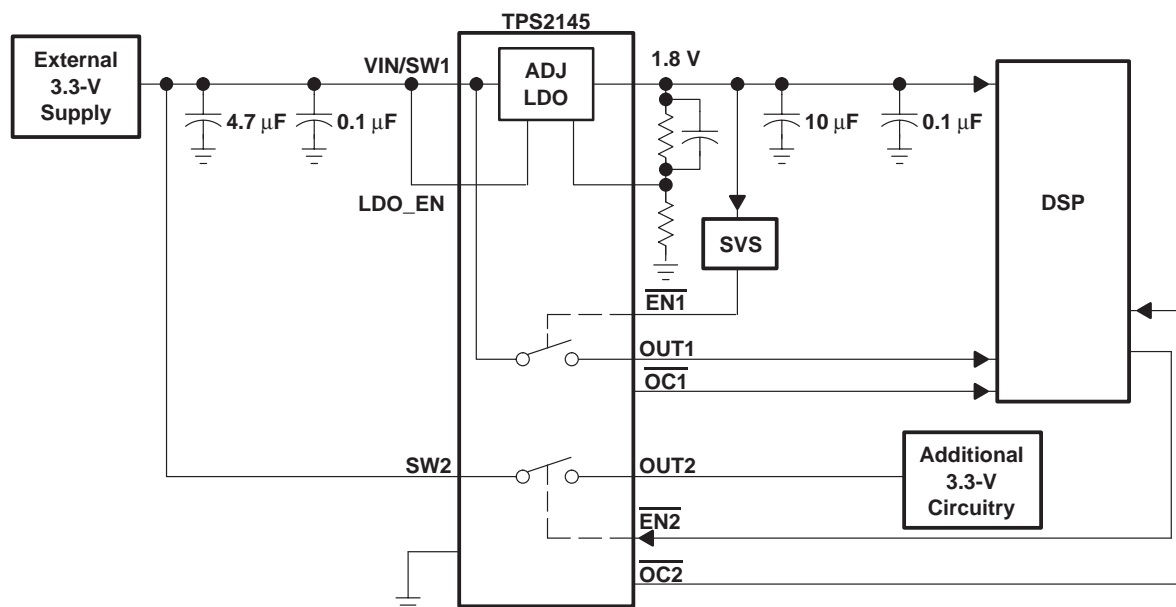 TPS2145
External
3.3-V
Supply
VIN/SW1
ADJ
LDO
1.8 V
4.7 μF
0.1 μF
10 μF
0.1 μF
LDO_EN
DSP
SVS
EN1
OUT1
OC1
SW2
OUT2
Additional
3.3-V
Circuitry
EN2
OC2